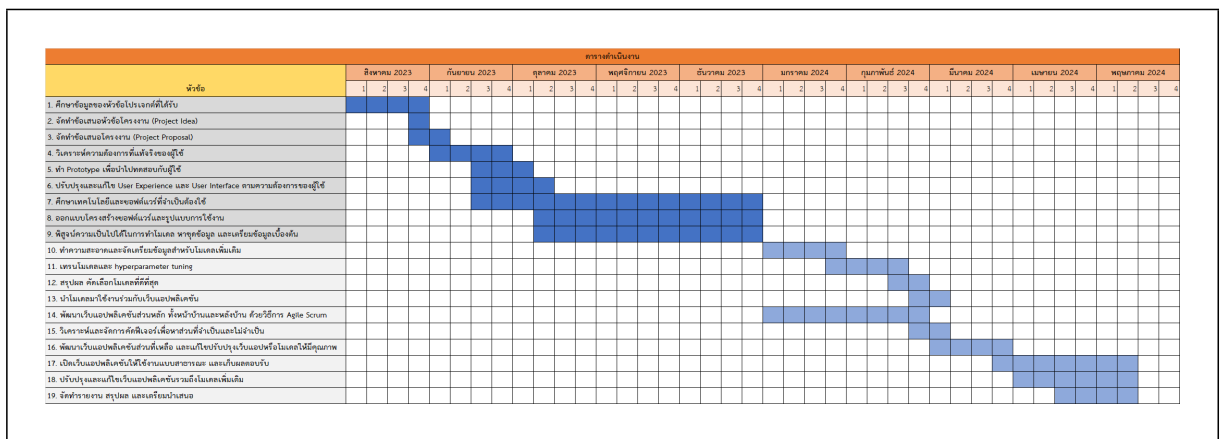 ตารางดำเนินงาน
หัวข้อ สิงหาคม 2023 กันยายน 2023 ตุลาคม 2023 พฤศจิกายน 2023 ธันวาคม 2023 มกราคม 2024 กุมภาพันธ์ 2024 มีนาคม 2024 เมษายน 2024 พฤษภาคม 2024
1 2 3 4 1 2 3 4 1 2 3 4 1 2 3 4 1 2 3 4 1 2 3 4 1 2 3 4 1 2 3 4 1 2 3 4 1 2 3 4
1. ศึกษาข้อมูลของหัวข้อโปรเจกต์ที่ได้รับ
2. จัดทำข้อเสนอหัวข้อโครงงาน (Project Idea)
3. จัดทำข้อเสนอโครงงาน (Project Proposal)
4. วิเคราะห์ความต้องการที่แท้จริงของผู้ใช้
5. ทำ Prototype เพื่อนำไปทดสอบกับผู้ใช้
6. ปรับปรุงและแก้ไข User Experience และ User Interface ตามความต้องการของผู้ใช้
7. ศึกษาเทคโนโลยีและซอฟต์แวร์ที่จำเป็นต้องใช้
8. ออกแบบโครงสร้างซอฟต์แวร์และรูปแบบการใช้งาน
9. พิสูจน์ความเป็นไปได้ในการทำโมเดล หาชุดข้อมูล และเตรียมข้อมูลเบื้องต้น
10. ทำความสะอาดและจัดเตรียมข้อมูลสำหรับโมเดลเพิ่มเติม
11. เทรนโมเดลและ hyperparameter tuning
12. สรุปผล คัดเลือกโมเดลที่ดีที่สุด
13. นำโมเดลมาใช้งานร่วมกับเว็บแอปพลิเคชัน
14. พัฒนาเว็บแอปพลิเคชันส่วนหลัก ทั้งหน้าบ้านและหลังบ้าน ด้วยวิธีการ Agile Scrum
15. วิเคราะห์และจัดการคัดฟีเจอร์เพื่อหาส่วนที่จำเป็นและไม่จำเป็น
16. พัฒนาเว็บแอปพลิเคชันส่วนที่เหลือ และแก้ไขปรับปรุงเว็บแอปหรือโมเดลให้มีคุณภาพ
17. เปิดเว็บแอปพลิเคชันให้ใช้งานแบบสาธารณะ และเก็บผลตอบรับ
18. ปรับปรุงและแก้ไขเว็บแอปพลิเคชันรวมถึงโมเดลเพิ่มเติม
19. จัดทำรายงาน สรุปผล และเตรียมนำเสนอ